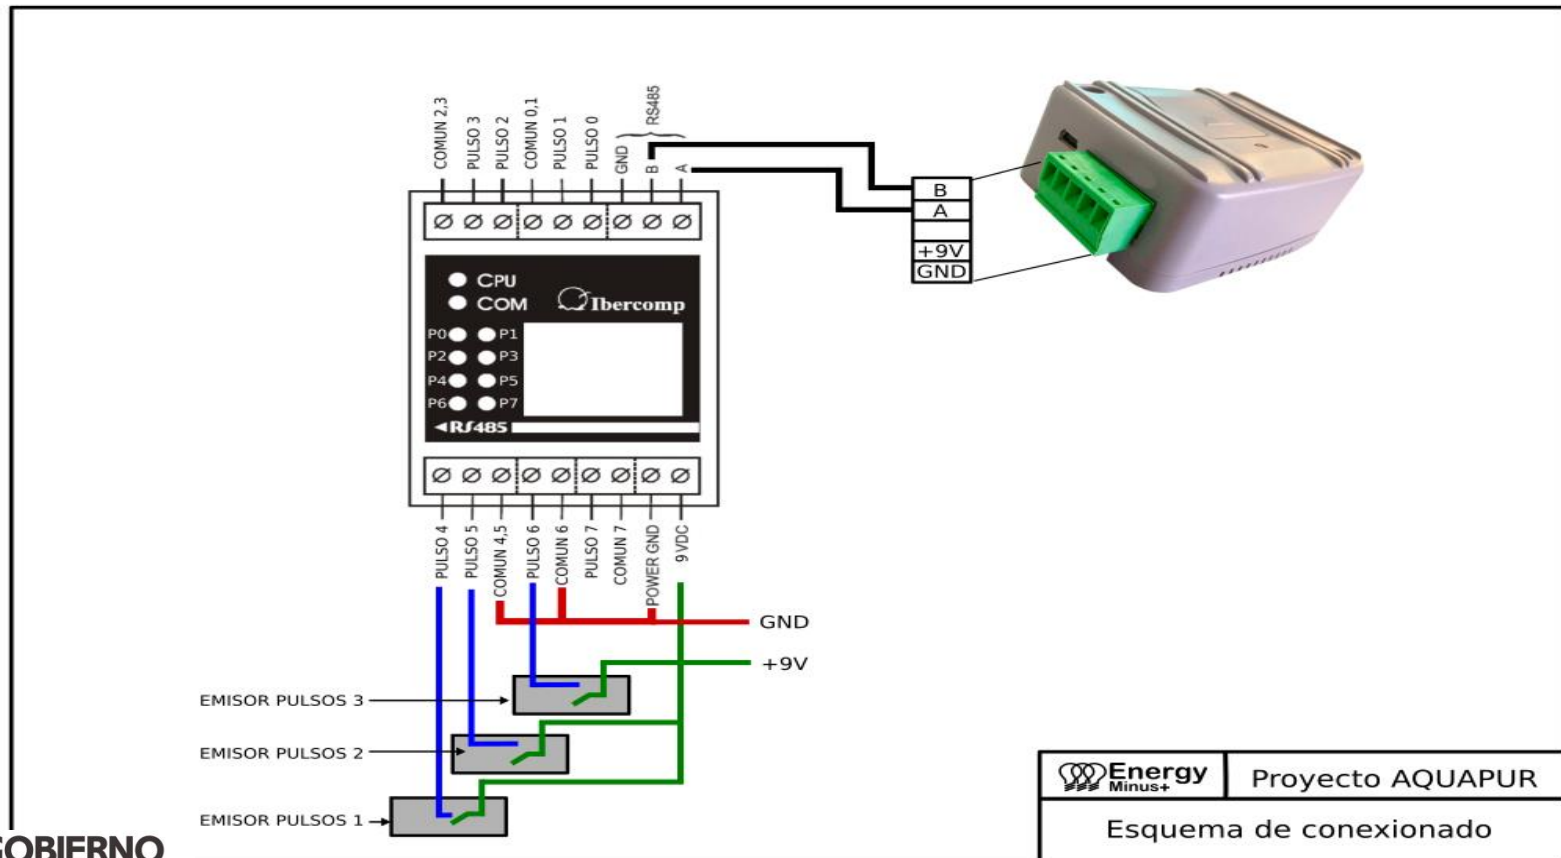 COMUN 2,3
PULSO 3
PULSO 2
COMUN 0,1
PULSO 1
PULSO 0
GND
B
A
RS485
B
A
+9V
GND
CPU
COM
Ibercomp
P0 P1
P2 P3
P4 P5
P6 P7
RS485
PULSO 4
PULSO 5
COMUN 4,5
PULSO 6
COMUN 6
PULSO 7
COMUN 7
POWER GND
9 VDC
GND
+9V
EMISOR PULSOS 3
EMISOR PULSOS 2
EMISOR PULSOS 1
Energy
Minus+
Proyecto AQUAPUR
Esquema de conexionado
GOBIERNO